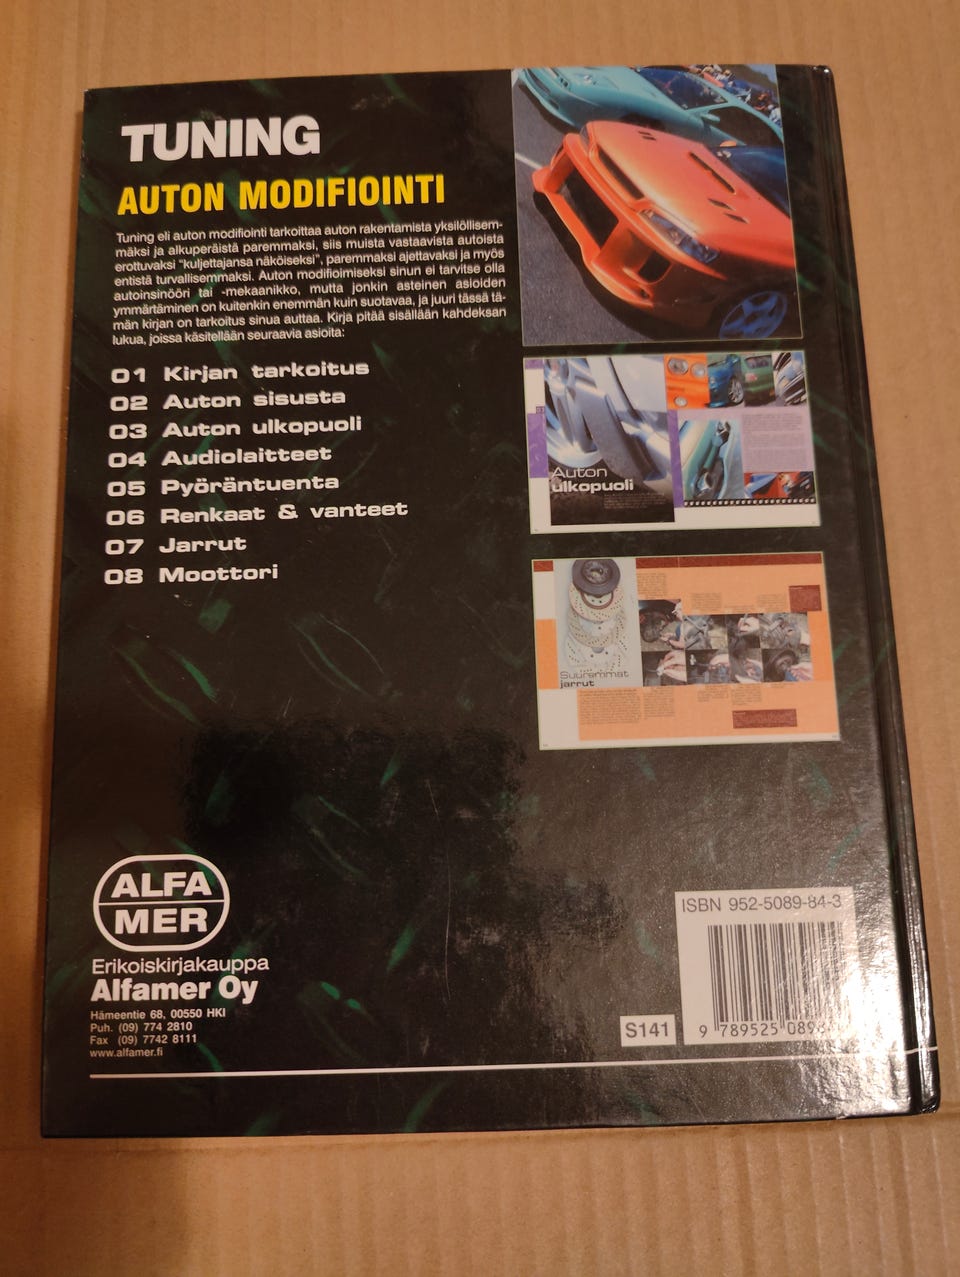 TUNING
AUTON MODIFIOINTI
Tuning eli auton modifiointi tarkoittaa auton rakentamista yksilöllisem-
mäksi ja alkuperäistä paremmaksi, siis muista vastaavista autoista
erottuvaksi "kuljettajansa näköiseksi", paremmaksi ajettavaksi ja myös
entistä turvallisemmaksi. Auton modifioimiseksi sinun ei tarvitse olla
autoinsinööri tai -mekaanikko, mutta jonkin asteinen asioiden
ymmärtäminen on kuitenkin enemmän kuin suotavaa, ja juuri tässä tä-
män kirjan on tarkoitus sinua auttaa. Kirja pitää sisällään kahdeksan
lukua, joissa käsitellään seuraavia asioita:
01 Kirjan tarkoitus
02 Auton sisusta
03 Auton ulkopuoli
04 Audiolaitteet
05 Pyöräntuenta
06 Renkaat & vanteet
07 Jarrut
08 Moottori
Auton
ulkopuoli
Suuremmat
jarrut
ALFA
MER
Erikoiskirjakauppa
Alfamer Oy
Hämeentie 68, 00550 HKI
Puh. (09) 774 2810
Fax (09) 7742 8111
www.alfamer.fi
S141
ISBN 952-5089-84-3
9 789525 0898